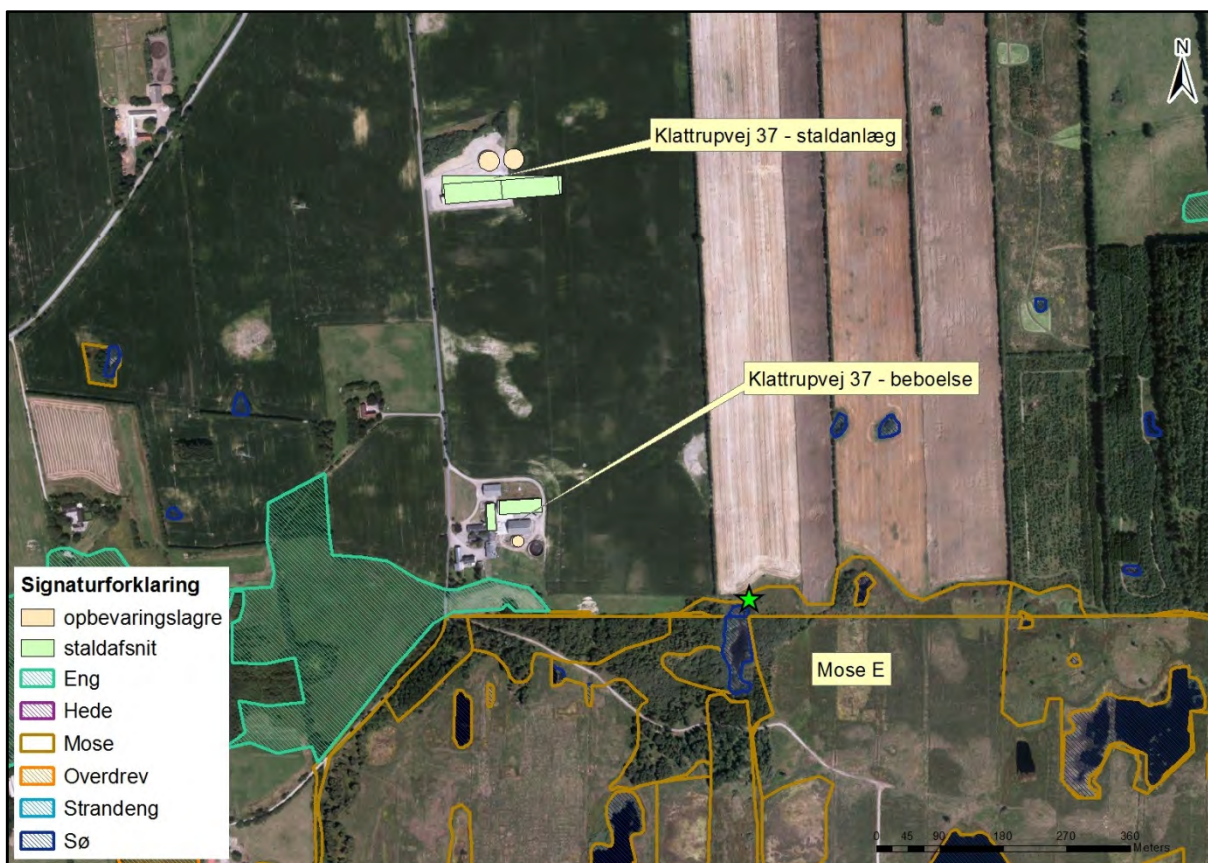 N
Klattrupvej 37 - staldanlæg
Klattrupvej 37 - beboelse
Mose E
Signaturforklaring
opbevaringslagre
staldafsnit
Eng
Hede
Mose
Overdrev
Strandeng
Sø
0 45 90 180 270 360
Meters